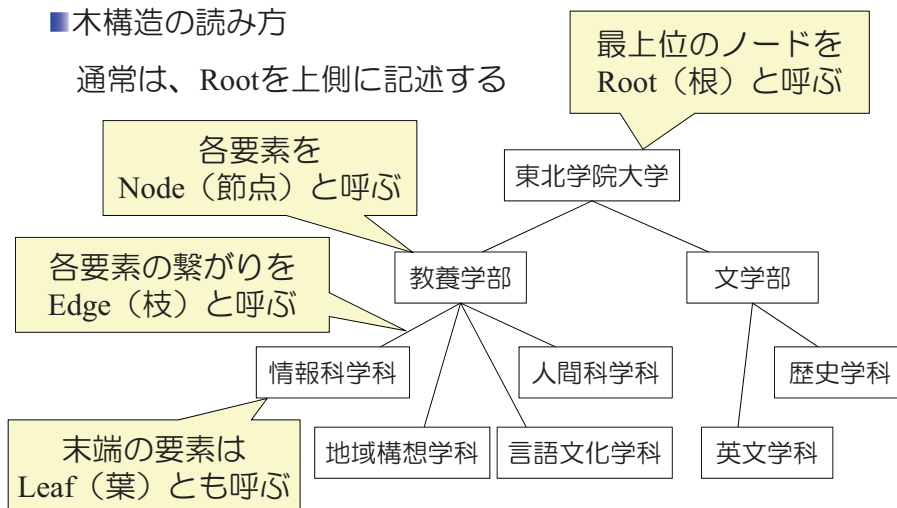 木構造の読み方
通常は、Rootを上側に記述する
最上位のノードを
Root（根）と呼ぶ
各要素を
Node（節点）と呼ぶ
東北学院大学
各要素の繋がりを
Edge（枝）と呼ぶ
教養学部
文学部
情報科学科
人間科学科
歴史学科
末端の要素は
Leaf（葉）とも呼ぶ
地域構想学科
言語文化学科
英文学科